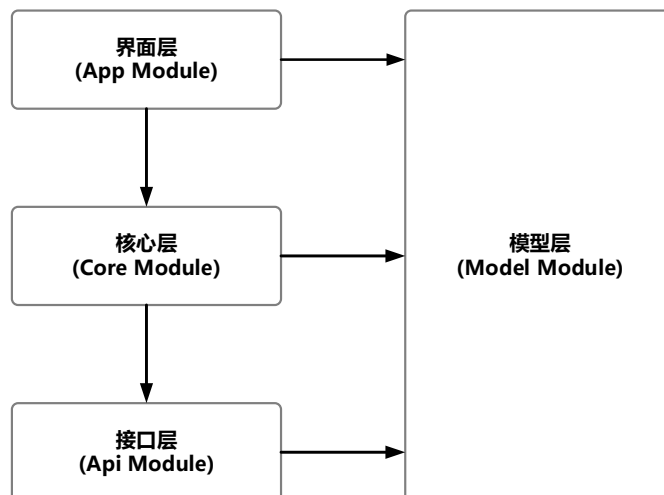 界面层
(App Module)
核心层
(Core Module)
模型层
(Model Module)
接口层
(Api Module)